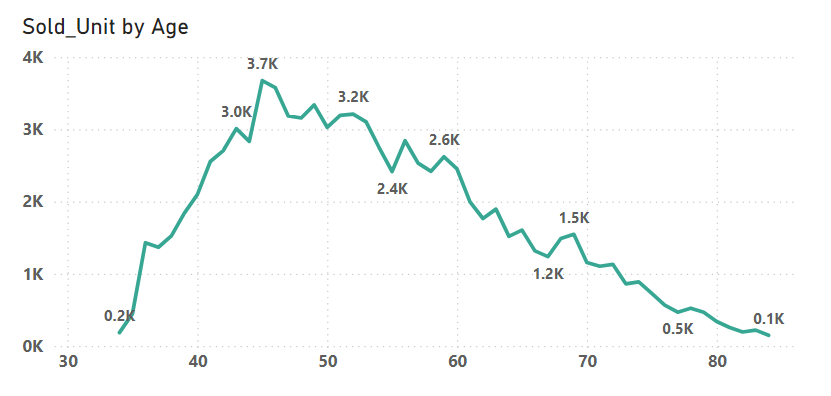 Sold_Unit by Age
4K
3.7K
3.2K
3.0K
3K
2.6K
2.4K
2K
1.5K
1.2K
1K
0.2K
0.5K
0.1K
0K
30 40 50 60 70 80